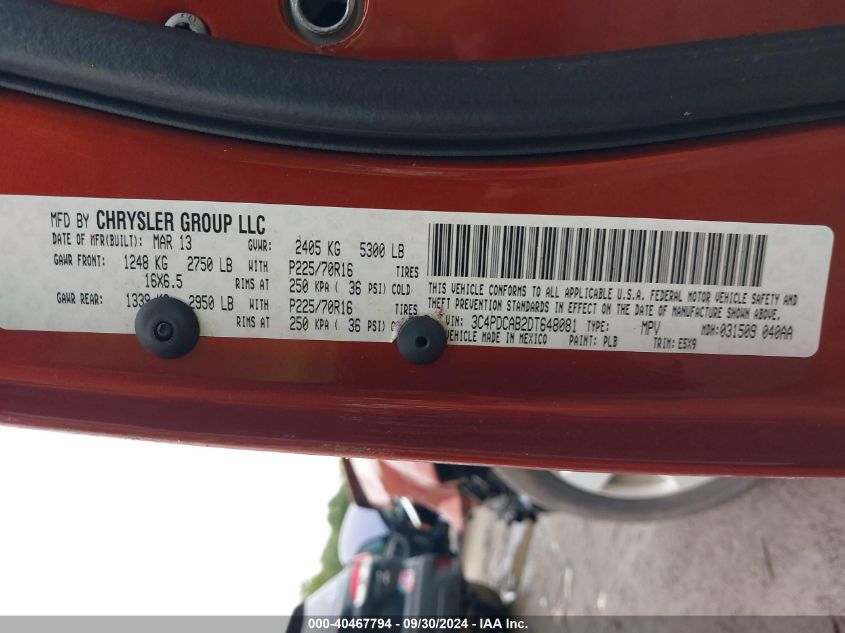 MFD BY CHRYSLER GROUP LLC
DATE OF MFR(BUILT): MAR 13 GVWR: 2405 KG 5300 LB
GAWR FRONT: 1248 KG 2750 LB WITH P225/70R16 TIRES
16X6.5 RIMS AT 250 KPA ( 36 PSI) COLD
GAWR REAR: 1339 KG 2950 LB WITH P225/70R16 TIRES
RIMS AT 250 KPA ( 36 PSI)
THIS VEHICLE CONFORMS TO ALL APPLICABLE U.S.A. FEDERAL MOTOR VEHICLE SAFETY AND
THEFT PREVENTION STANDARDS IN EFFECT ON THE DATE OF MANUFACTURE SHOWN ABOVE.
VIN: 3C4PDCAB2DT648081 TYPE: MPV MDH: 031509 040AA
VEHICLE MADE IN MEXICO PAINT: PLB TRIM: E5X9
000-40467794 - 09/30/2024 - IAA Inc.